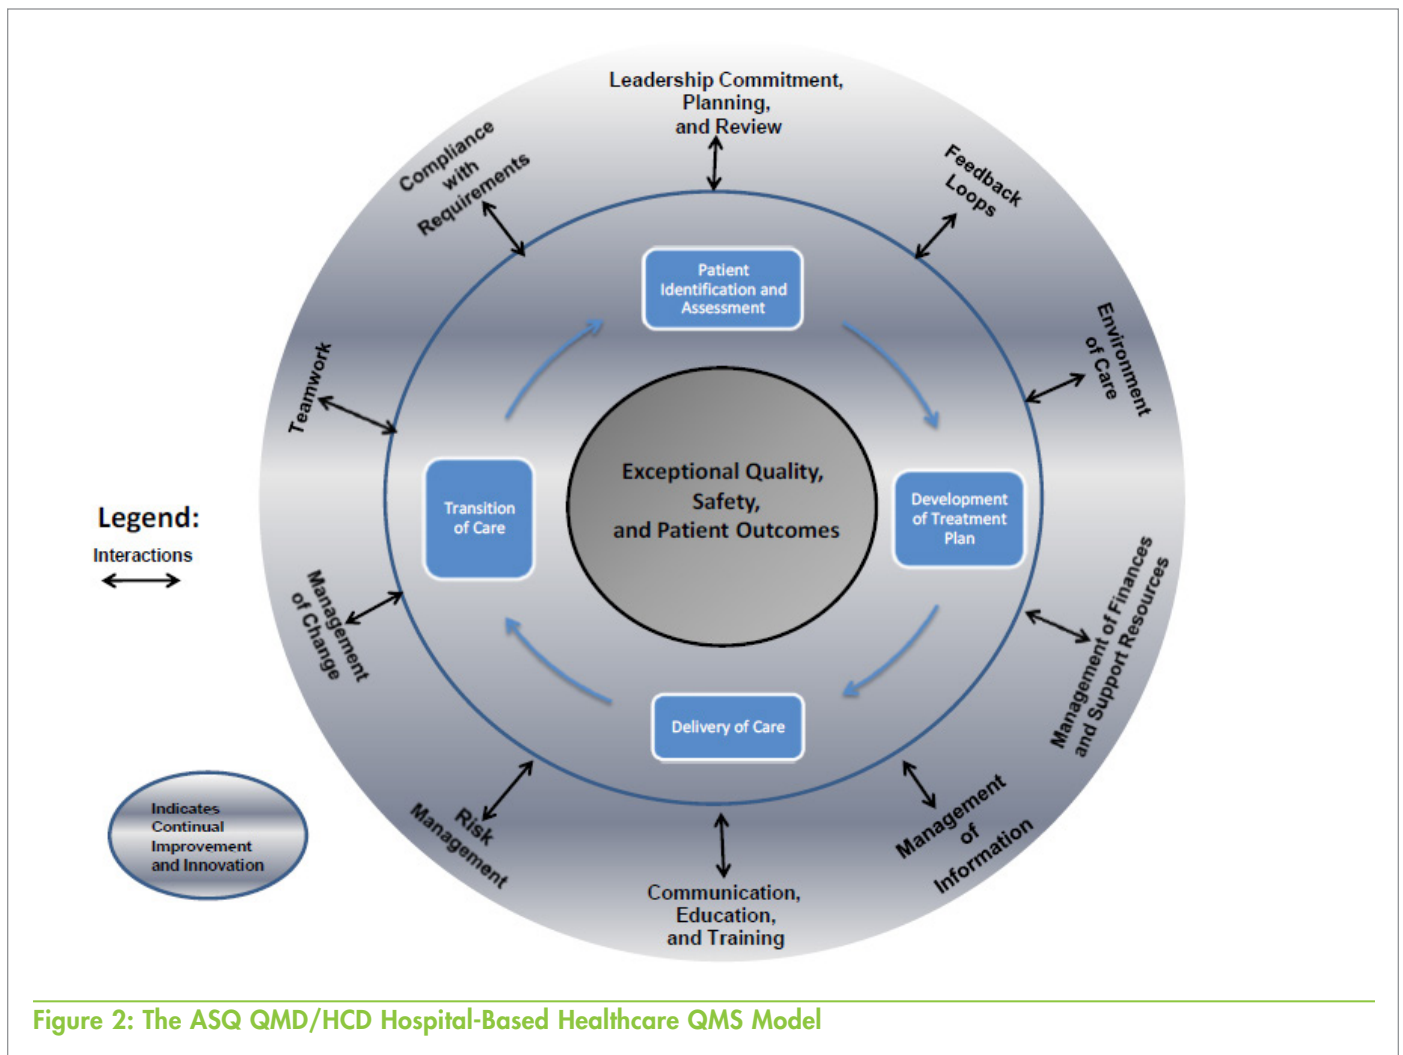 Leadership Commitment,
Planning,
and Review
Compliance
with
Requirements
Feedback
Loops
Patient
Identification and
Assessment
Environment
of Care
Teamwork
Exceptional Quality,
Safety,
and Patient Outcomes
Transition
of Care
Development
of Treatment
Plan
Legend:
Interactions
Management
of Change
Management of Finances
and Support Resources
Delivery of Care
Risk
Management
Management
of
Information
Indicates
Continual
Improvement
and Innovation
Communication,
Education,
and Training
Figure 2: The ASQ QMD/HCD Hospital-Based Healthcare QMS Model